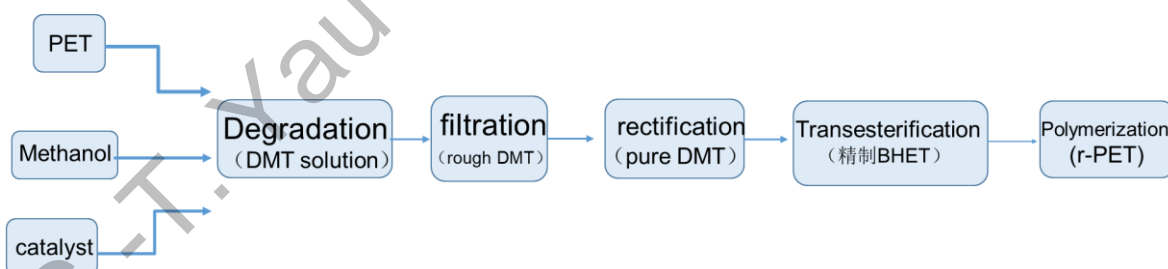 PET
Methanol
catalyst
Degradation
（DMT solution）
filtration
（rough DMT）
rectification
（pure DMT）
Transesterification
（精制BHET）
Polymerization
(r-PET)
-T. Yau